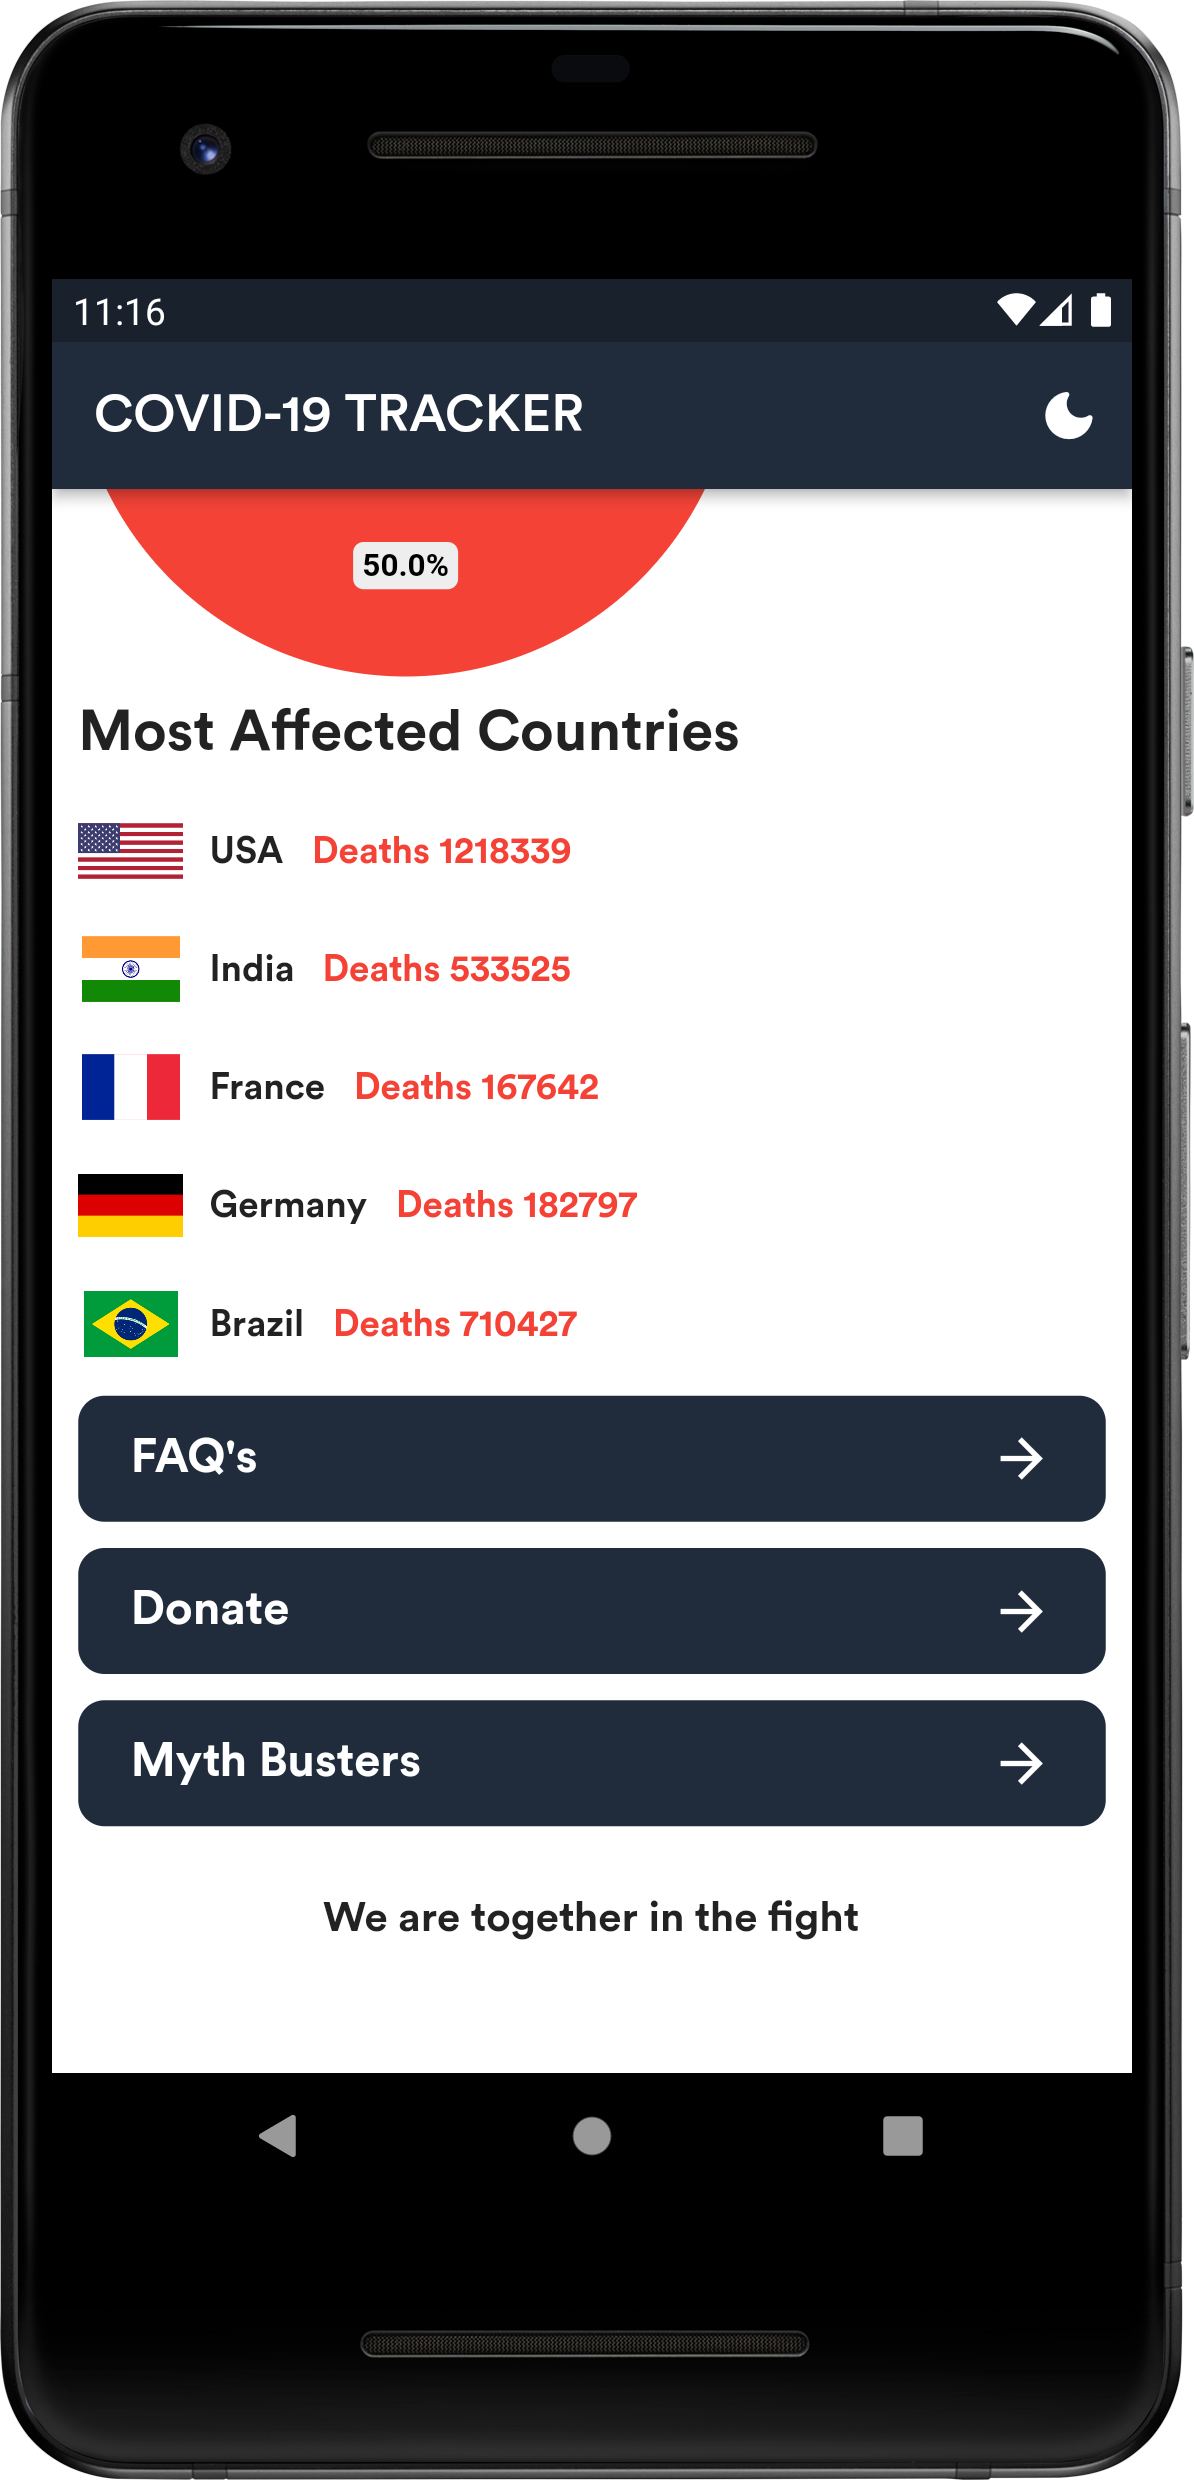 11:16
COVID-19 TRACKER
50.0%
Most Affected Countries
USA Deaths 1218339
India Deaths 533525
France Deaths 167642
Germany Deaths 182797
Brazil Deaths 710427
FAQ's
Donate
Myth Busters
We are together in the fight